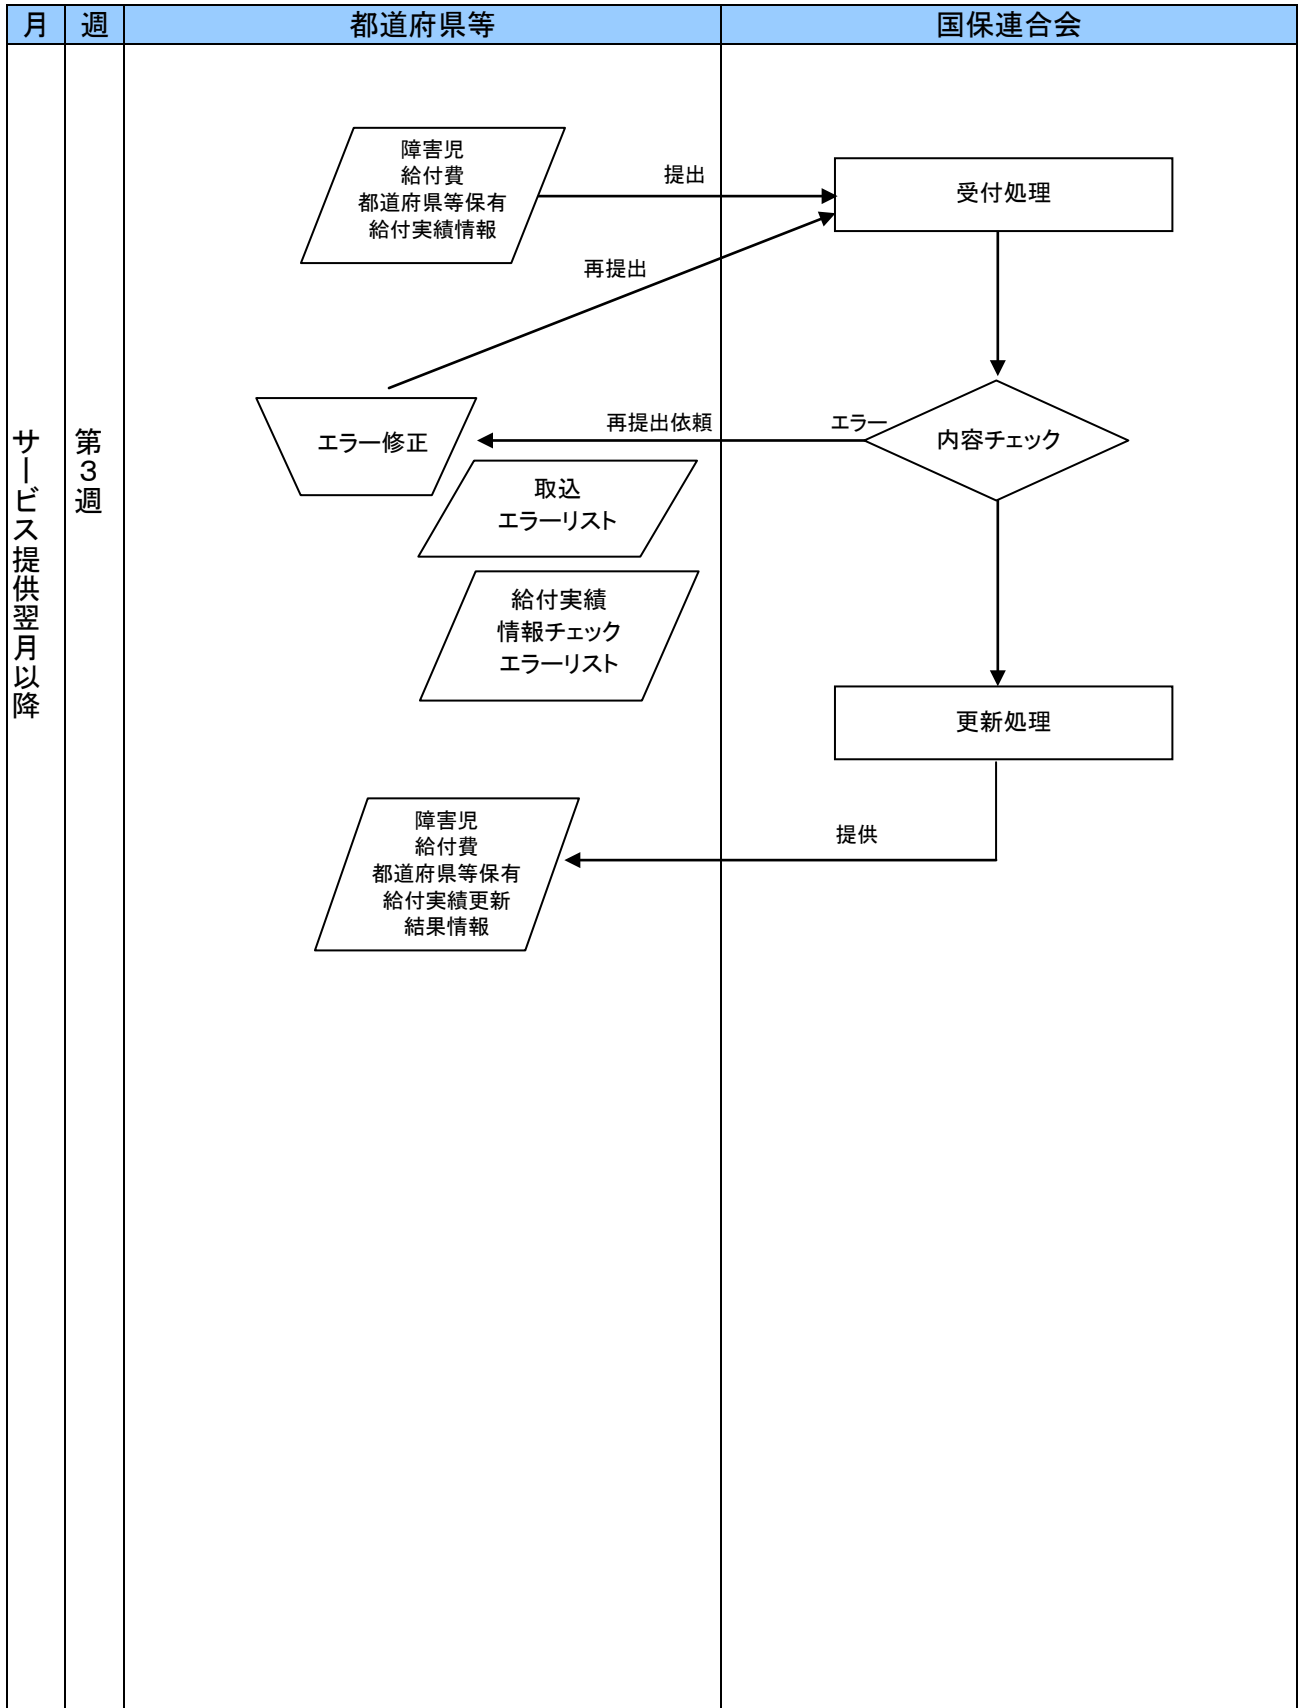 月
週
都道府県等
国保連合会
障害児
給付費
都道府県等保有
給付実績情報
提出
受付処理
再提出
サービス提供翌月以降
第3週
エラー修正
再提出依頼
エラー
内容チェック
取込
エラーリスト
給付実績
情報チェック
エラーリスト
更新処理
障害児
給付費
都道府県等保有
給付実績更新
結果情報
提供